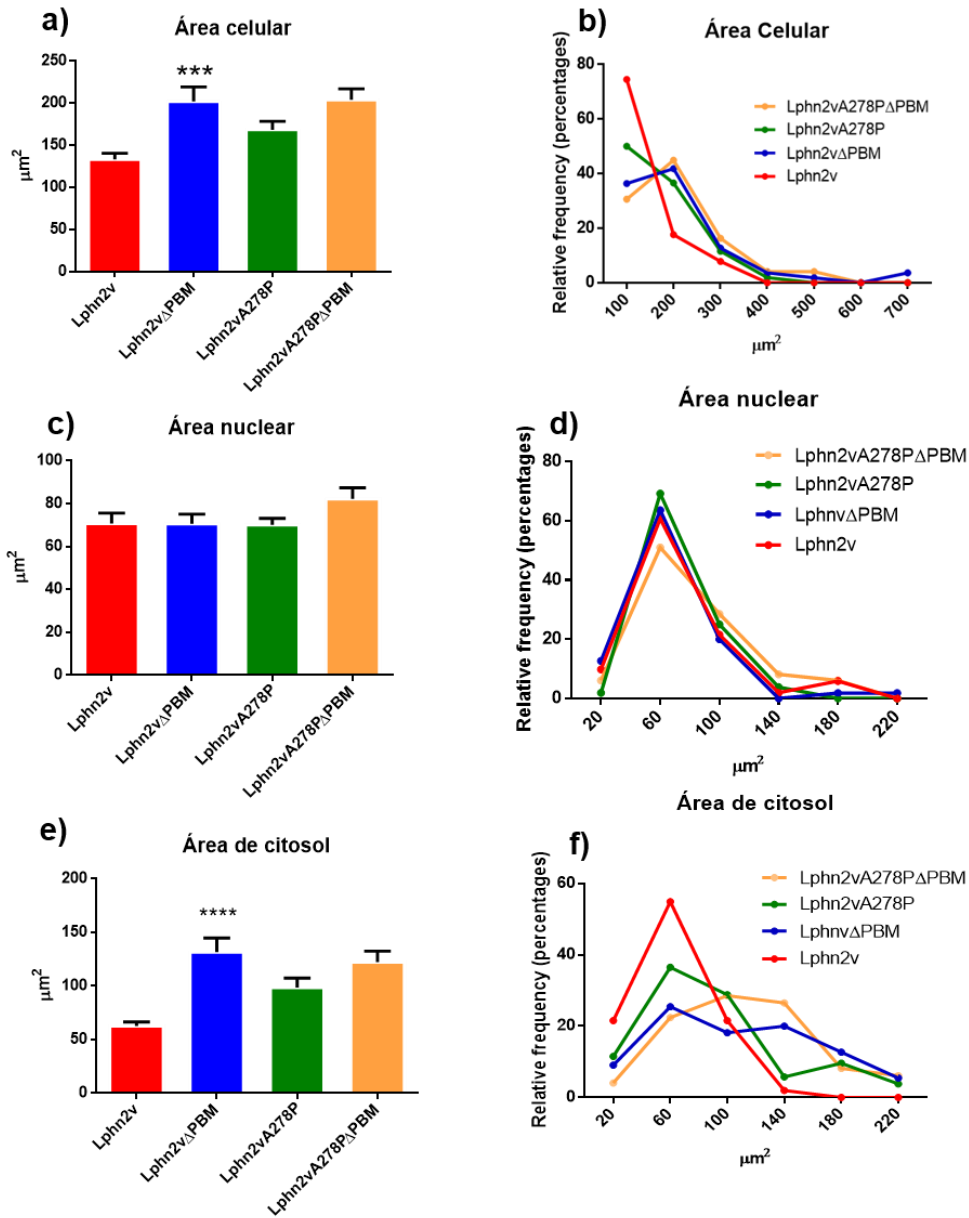 a)
Área celular
***
250
200
150
100
50
0
μm²
Lphn2v
Lphn2vΔPBM
Lphn2vA278P
Lphn2vA278PΔPBM
b)
Área Celular
Relative frequency (percentages)
80
60
40
20
0
Lphn2vA278PΔPBM
Lphn2vA278P
Lphn2vΔPBM
Lphn2v
100
200
300
400
500
600
700
μm²
c)
Área nuclear
100
80
60
40
20
0
μm²
Lphn2v
Lphn2vΔPBM
Lphn2vA278P
Lphn2vA278PΔPBM
d)
Área nuclear
Relative frequency (percentages)
80
60
40
20
0
Lphn2vA278PΔPBM
Lphn2vA278P
LphnvΔPBM
Lphn2v
20
60
100
140
180
220
μm²
e)
Área de citosol
****
200
150
100
50
0
μm²
Lphn2v
Lphn2vΔPBM
Lphn2vA278P
Lphn2vA278PΔPBM
Área de citosol
f)
Relative frequency (percentages)
60
40
20
0
Lphn2vA278PΔPBM
Lphn2vA278P
LphnvΔPBM
Lphn2v
20
60
100
140
180
220
μm²